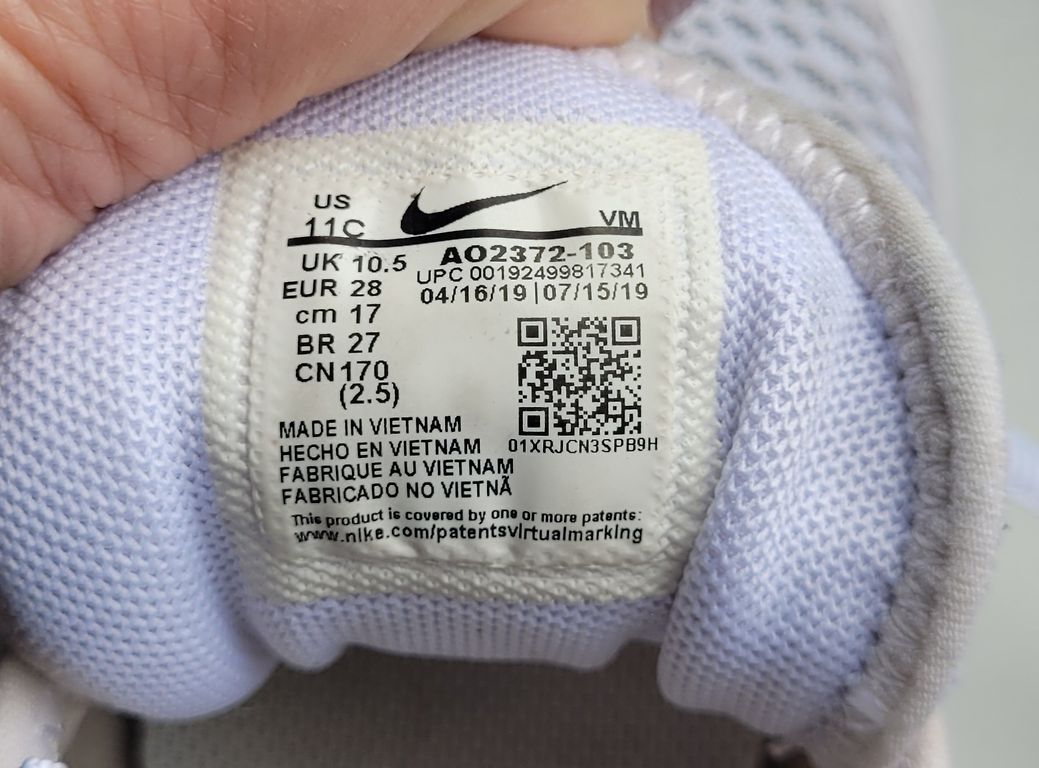 US
11C
VM
UK 10.5
EUR 28
cm 17
BR 27
CN 170
(2.5)
AO2372-103
UPC 00192499817341
04/16/19|07/15/19
01XRJCN3SPB9H
MADE IN VIETNAM
HECHO EN VIETNAM
FABRIQUE AU VIETNAM
FABRICADO NO VIETNÃ
This product is covered by one or more patents:
www.nike.com/patentsvirtualmarking